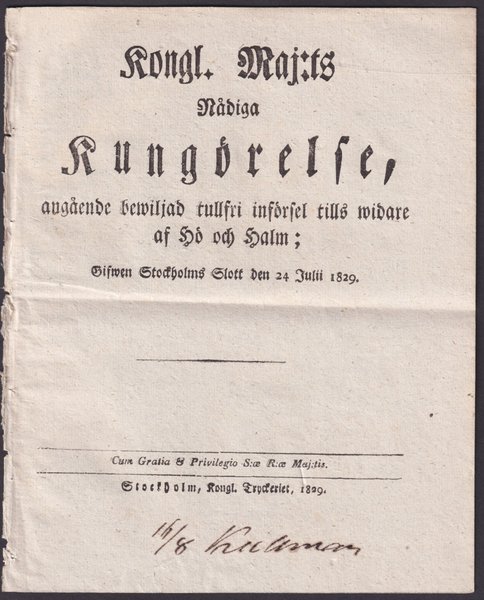 Kongl. Maj:ts
Nådiga
Kungörelse,
angående bewiljad tullfri införsel tills widare
af Hö och Halm;
Gifwen Stockholms Slott den 24 Julii 1829.
Cum Gratia & Privilegio S:æ R:æ Maj:tis.
Stockholm, Kongl. Tryckeriet, 1829.
16/8